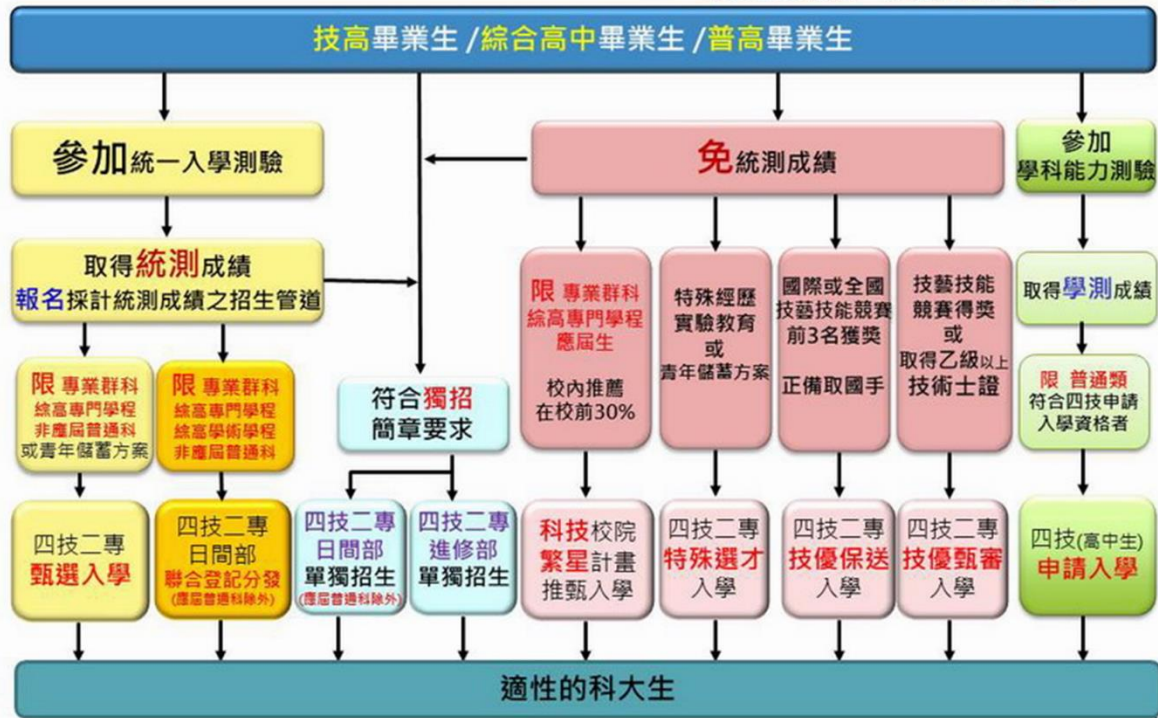 技高畢業生 /綜合高中畢業生 /普高畢業生
參加統一入學測驗
免統測成績
參加
學科能力測驗
取得統測成績
報名採計統測成績之招生管道
限 專業群科
綜高專門學程
應屆生
校內推薦
在校前30%
特殊經歷
實驗教育
或
青年儲蓄方案
國際或全國
技藝技能競賽
前3名獲獎
正備取國手
技藝技能
競賽得獎
或
取得乙級以上
技術士證
取得學測成績
限 專業群科
綜高專門學程
非應屆普通科
或青年儲蓄方案
限 專業群科
綜高專門學程
綜高學術學程
非應屆普通科
符合獨招
簡章要求
限 普通類
符合四技申請
入學資格者
四技二專
甄選入學
四技二專
日間部
聯合登記分發
(應屆普通科除外)
四技二專
日間部
單獨招生
(應屆普通科除外)
四技二專
進修部
單獨招生
科技校院
繁星計畫
推甄入學
四技二專
特殊選才
入學
四技二專
技優保送
入學
四技二專
技優甄審
入學
四技(高中生)
申請入學
適性的科大生